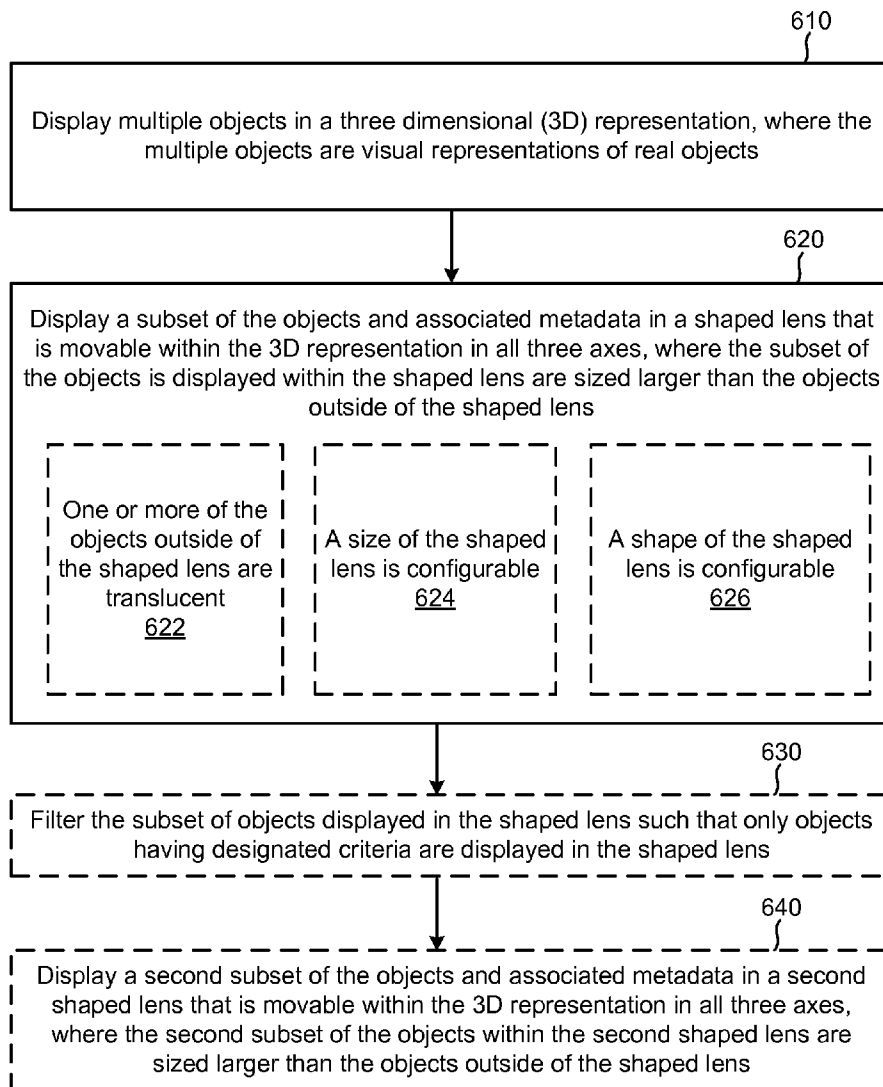 610
Display multiple objects in a three dimensional (3D) representation, where the
multiple objects are visual representations of real objects
620
Display a subset of the objects and associated metadata in a shaped lens that
is movable within the 3D representation in all three axes, where the subset of
the objects is displayed within the shaped lens are sized larger than the objects
outside of the shaped lens
One or more of the
objects outside of
the shaped lens are
translucent
622
A size of the shaped
lens is configurable
624
A shape of the shaped
lens is configurable
626
630
Filter the subset of objects displayed in the shaped lens such that only objects
having designated criteria are displayed in the shaped lens
640
Display a second subset of the objects and associated metadata in a second
shaped lens that is movable within the 3D representation in all three axes,
where the second subset of the objects within the second shaped lens are
sized larger than the objects outside of the shaped lens